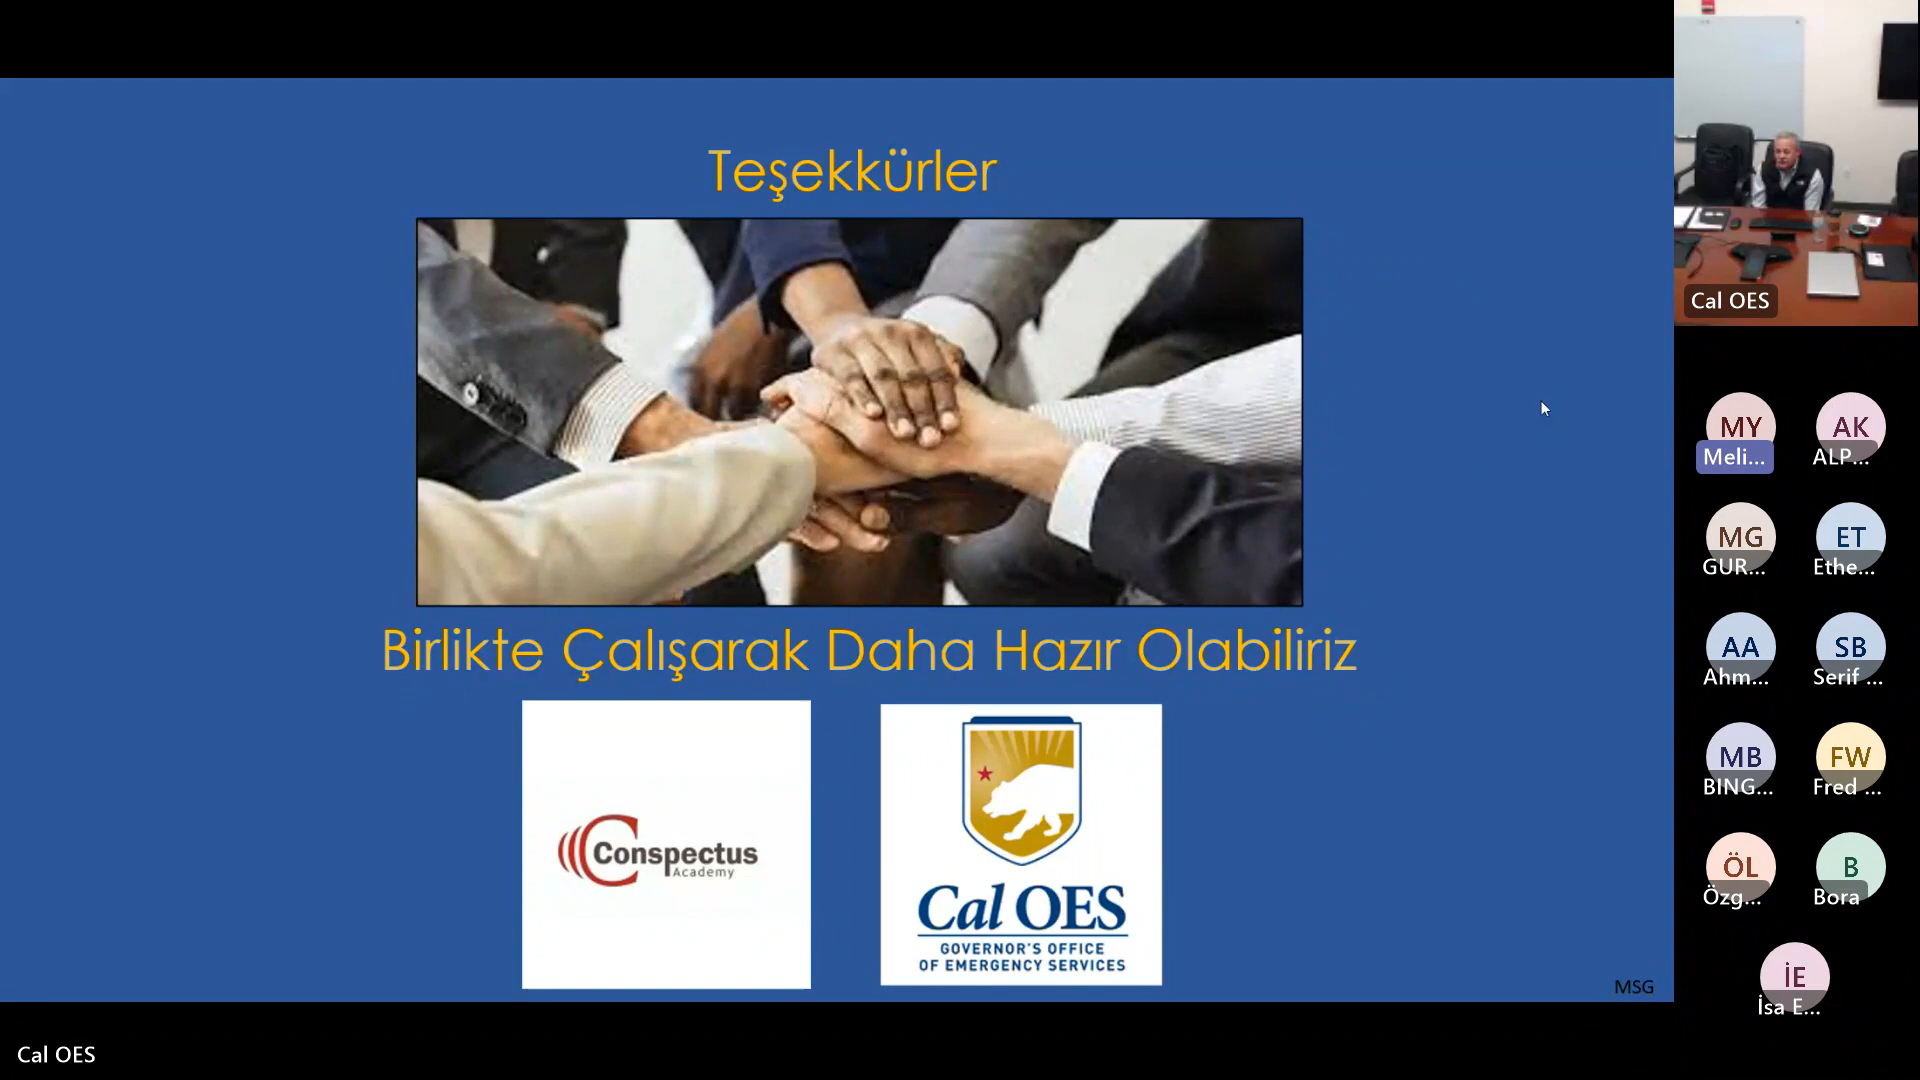 Teşekkürler
Birlikte Çalışarak Daha Hazır Olabiliriz
Conspectus
Academy
Cal OES
GOVERNOR'S OFFICE
OF EMERGENCY SERVICES
MSG
Cal OES
Cal OES
MY
Meli...
AK
ALP...
MG
GUR...
ET
Ethe...
AA
Ahm...
SB
Serif ...
MB
BING...
FW
Fred ...
ÖL
Özg...
B
Bora
İE
İsa E...